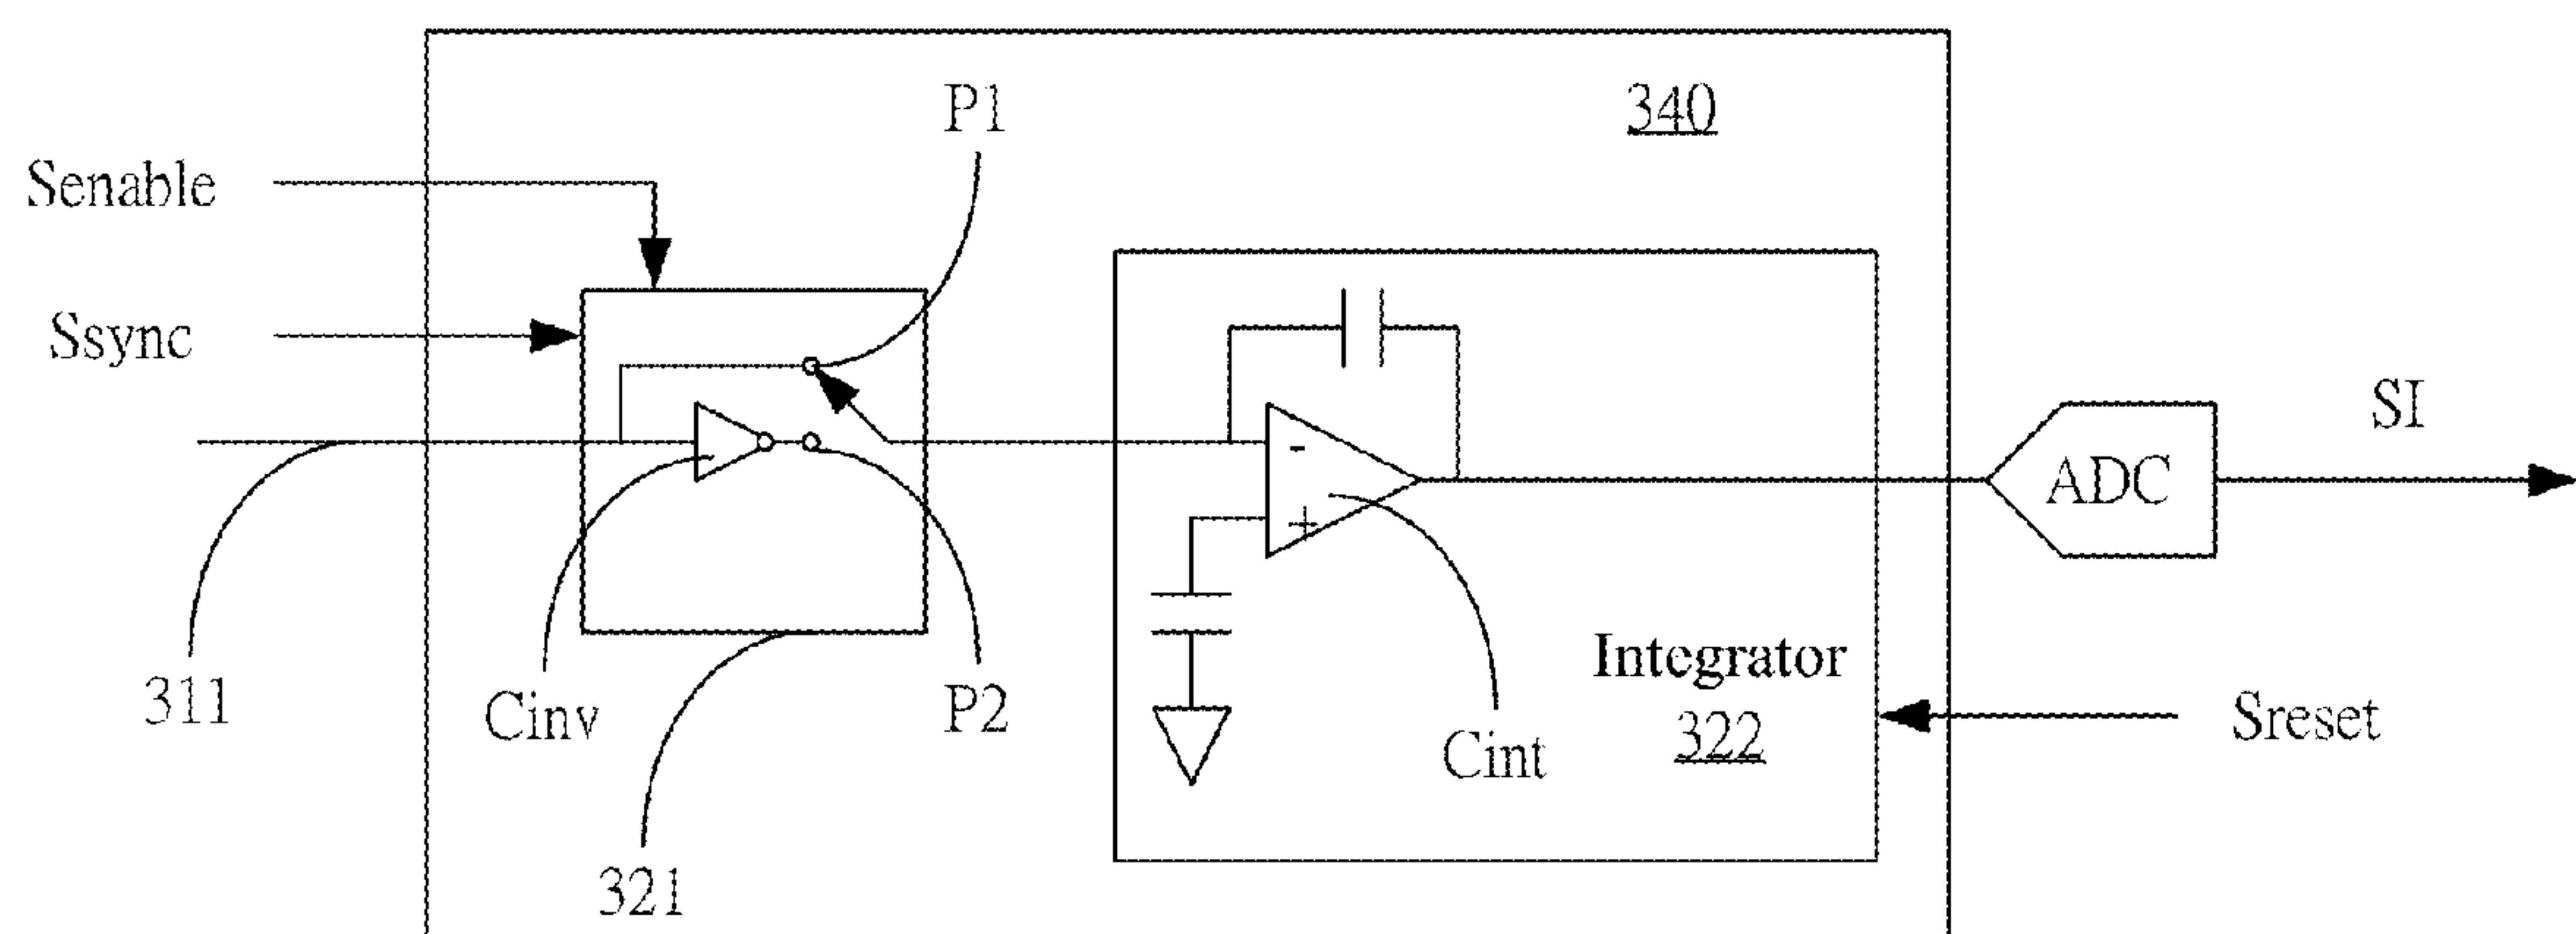 340
P1
Senable
Ssync
SI
ADC
-
+
Integrator
322
311
Cinv
P2
Cint
Sreset
321